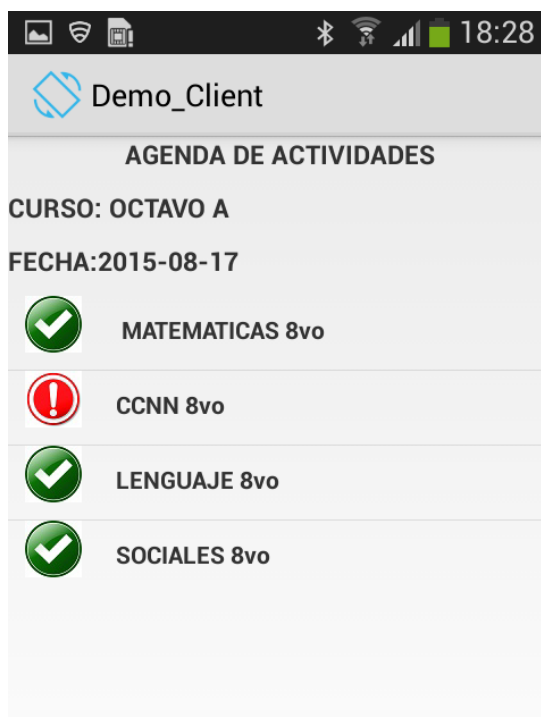 18:28
Demo_Client
AGENDA DE ACTIVIDADES
CURSO: OCTAVO A
FECHA:2015-08-17
MATEMATICAS 8vo
CCNN 8vo
LENGUAJE 8vo
SOCIALES 8vo